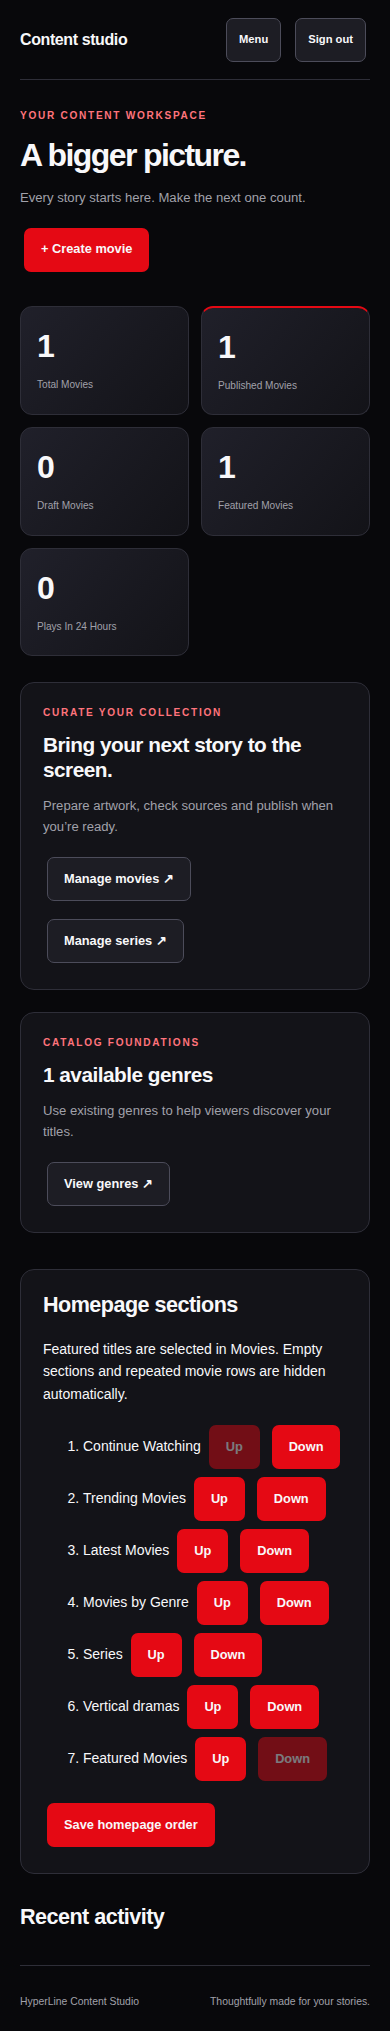 Content studio
Menu
Sign out
YOUR CONTENT WORKSPACE
A bigger picture.
Every story starts here. Make the next one count.
+ Create movie
1
Total Movies
1
Published Movies
0
Draft Movies
1
Featured Movies
0
Plays In 24 Hours
CURATE YOUR COLLECTION
Bring your next story to the
screen.
Prepare artwork, check sources and publish when
you’re ready.
Manage movies ↗
Manage series ↗
CATALOG FOUNDATIONS
1 available genres
Use existing genres to help viewers discover your
titles.
View genres ↗
Homepage sections
Featured titles are selected in Movies. Empty
sections and repeated movie rows are hidden
automatically.
1. Continue Watching Up Down
2. Trending Movies Up Down
3. Latest Movies Up Down
4. Movies by Genre Up Down
5. Series Up Down
6. Vertical dramas Up Down
7. Featured Movies Up Down
Save homepage order
Recent activity
HyperLine Content Studio
Thoughtfully made for your stories.